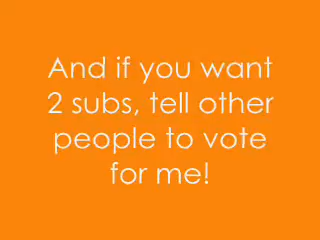 And if you want
2 subs, tell other
people to vote
for me!